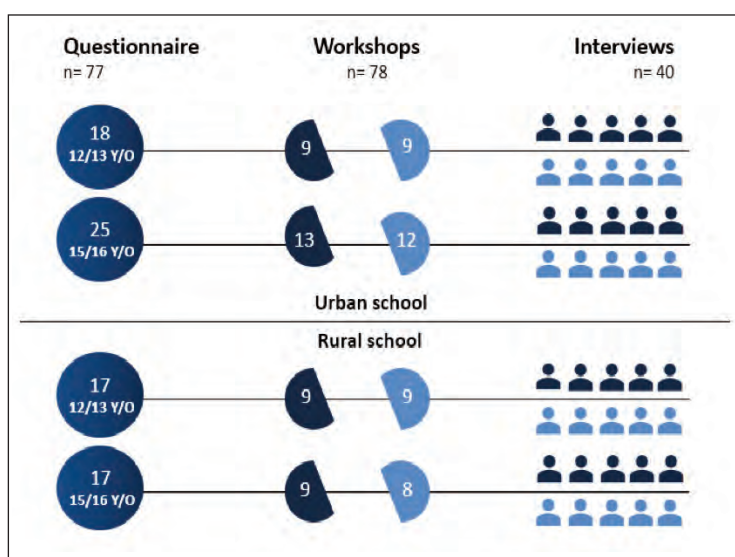 Questionnaire
n= 77
Workshops
n= 78
Interviews
n= 40
18
12/13 Y/O
9
9
25
15/16 Y/O
13
12
Urban school
Rural school
17
12/13 Y/O
9
9
17
15/16 Y/O
9
8